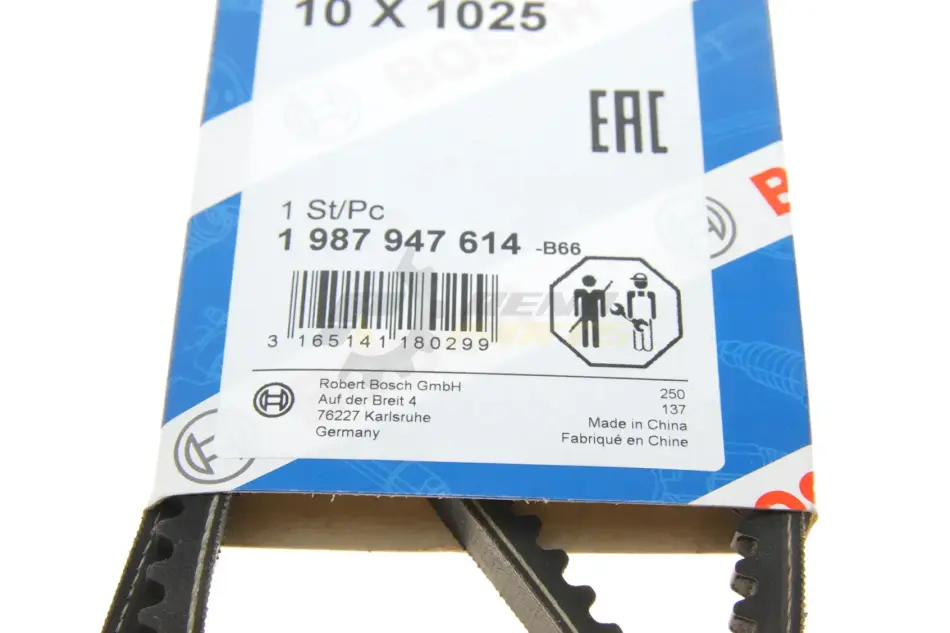 10 X 1025
BOSCH
EAC
1 St/Pc
1 987 947 614 -B66
3 165141 180299
Robert Bosch GmbH
Auf der Breit 4
76227 Karlsruhe
Germany
250
137
Made in China
Fabriqué en Chine